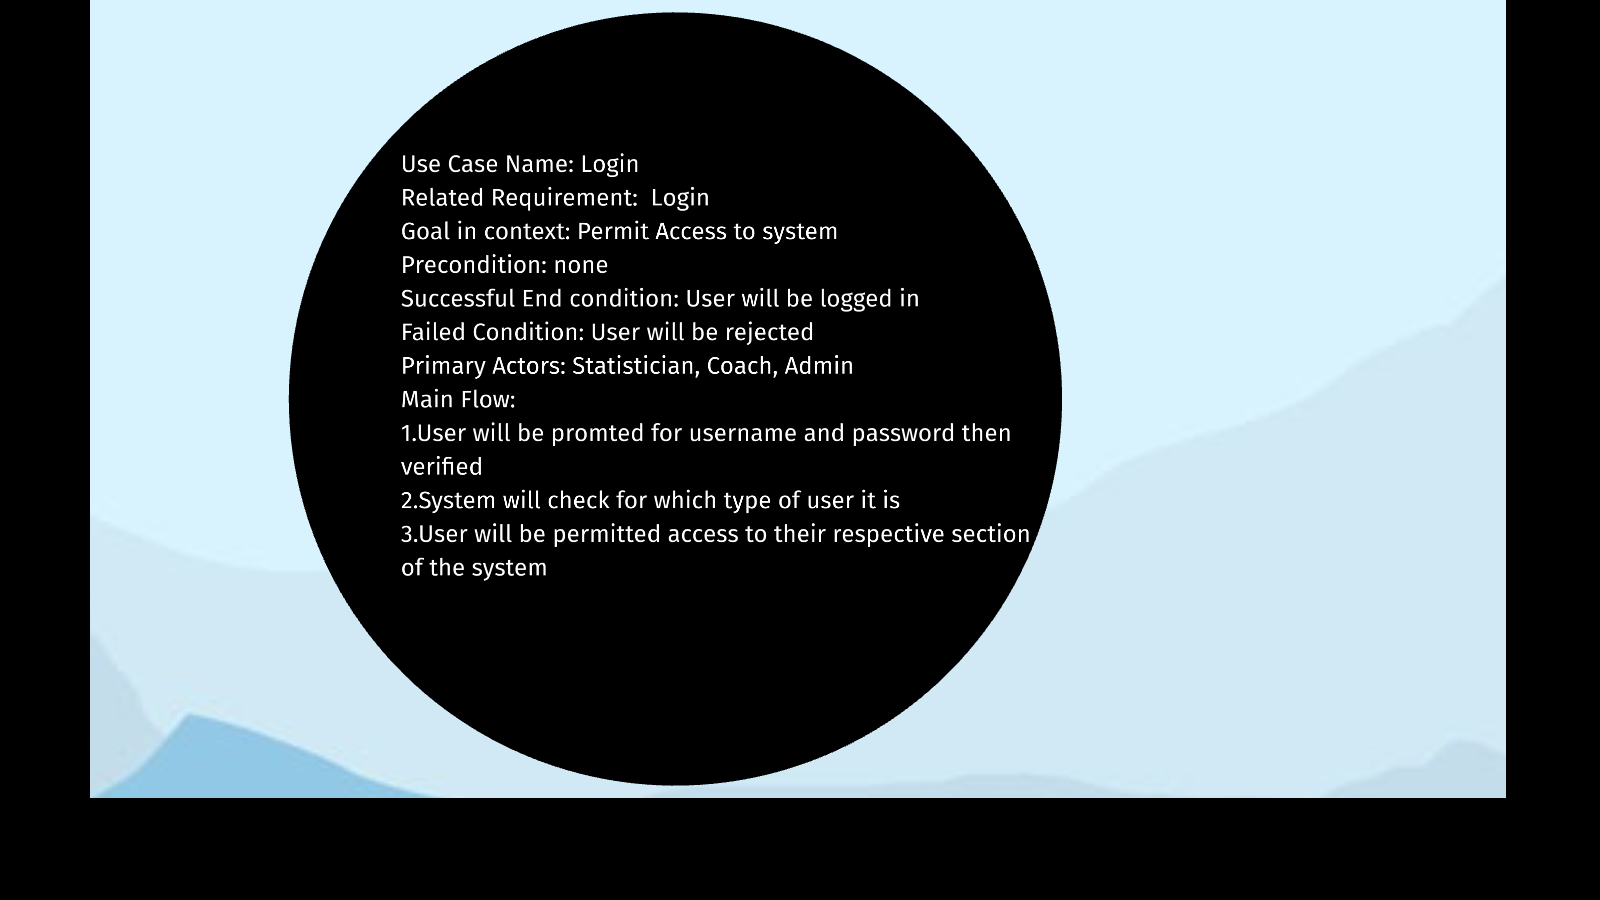 Use Case Name: Login
Related Requirement:  Login
Goal in context: Permit Access to system
Precondition: none
Successful End condition: User will be logged in
Failed Condition: User will be rejected
Primary Actors: Statistician, Coach, Admin
Main Flow:
1.User will be promted for username and password then
verified
2.System will check for which type of user it is
3.User will be permitted access to their respective section
of the system